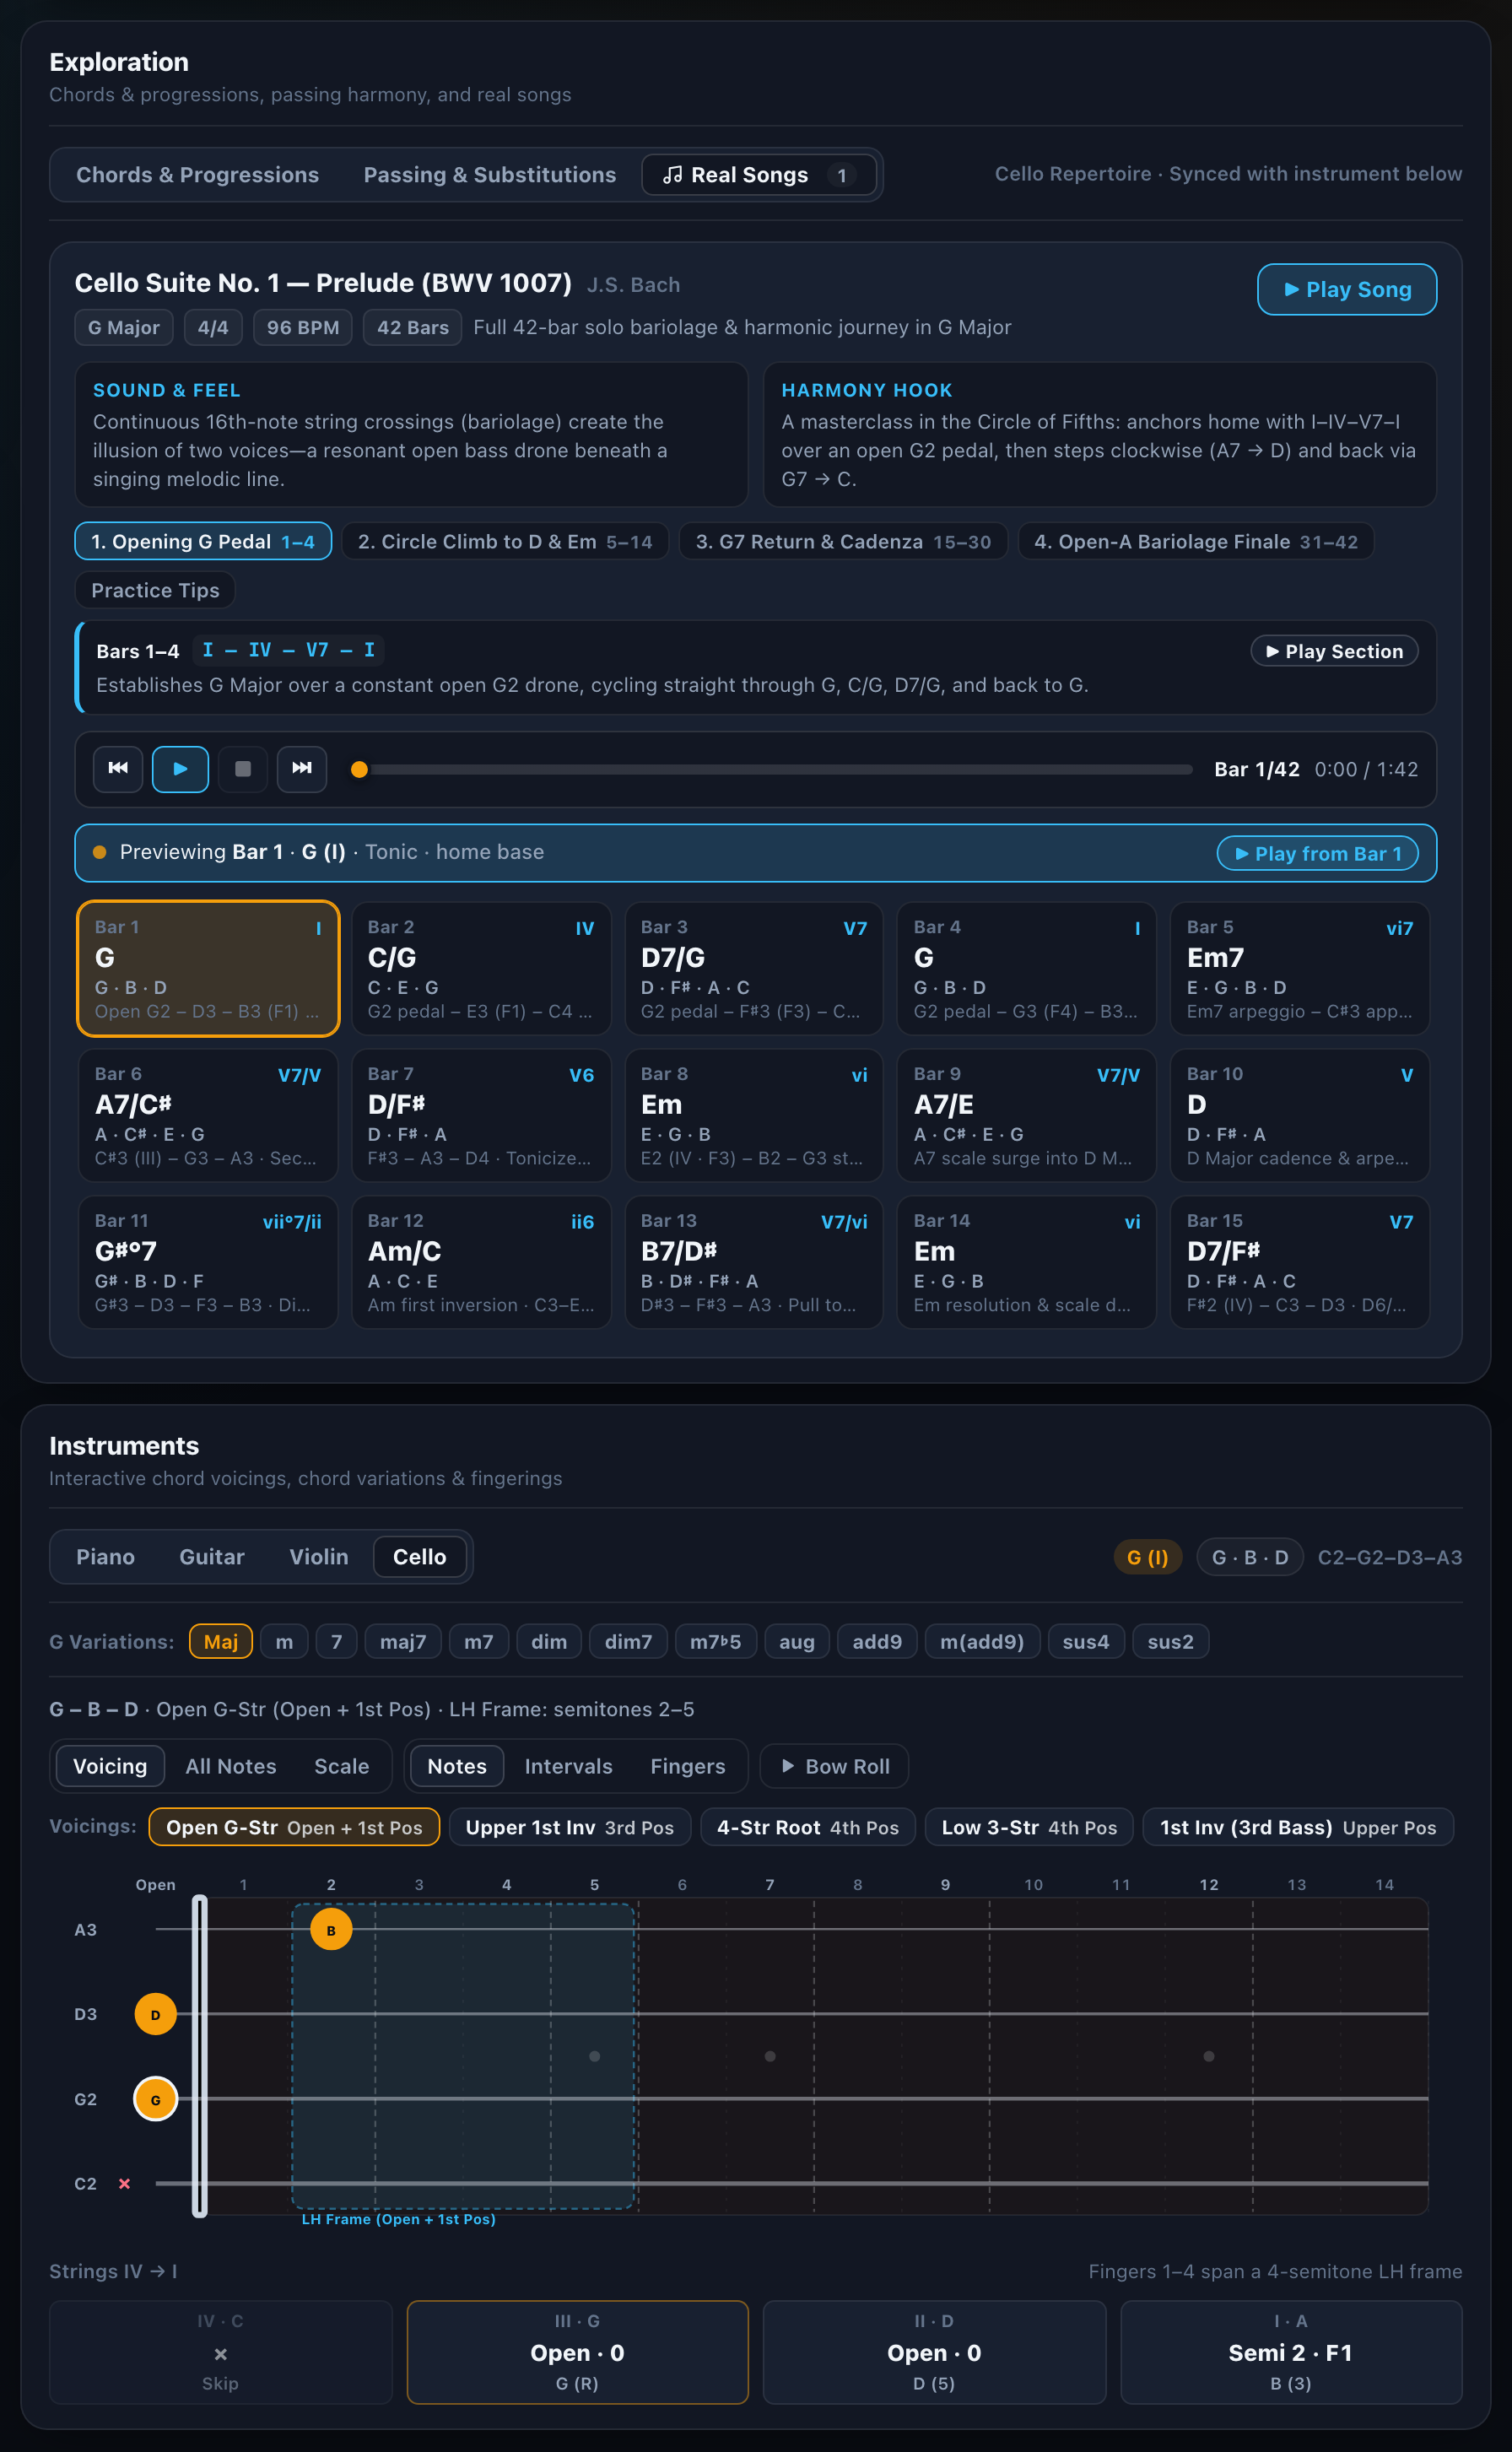 Exploration
Chords & progressions, passing harmony, and real songs
Chords & Progressions Passing & Substitutions Real Songs 1 Cello Repertoire · Synced with instrument below
Cello Suite No. 1 — Prelude (BWV 1007) J.S. Bach
Play Song
G Major 4/4 96 BPM 42 Bars Full 42-bar solo bariolage & harmonic journey in G Major
SOUND & FEEL
Continuous 16th-note string crossings (bariolage) create the
illusion of two voices—a resonant open bass drone beneath a
singing melodic line.
HARMONY HOOK
A masterclass in the Circle of Fifths: anchors home with I–IV–V7–I
over an open G2 pedal, then steps clockwise (A7 → D) and back via
G7 → C.
1. Opening G Pedal 1–4 2. Circle Climb to D & Em 5–14 3. G7 Return & Cadenza 15–30 4. Open-A Bariolage Finale 31–42
Practice Tips
Bars 1–4 I – IV – V7 – I Play Section
Establishes G Major over a constant open G2 drone, cycling straight through G, C/G, D7/G, and back to G.
Bar 1/42 0:00 / 1:42
Previewing Bar 1 · G (I) · Tonic · home base Play from Bar 1
Bar 1 I
G
G · B · D
Open G2 – D3 – B3 (F1) ...
Bar 2 IV
C/G
C · E · G
G2 pedal – E3 (F1) – C4 ...
Bar 3 V7
D7/G
D · F♯ · A · C
G2 pedal – F♯3 (F3) – C...
Bar 4 I
G
G · B · D
G2 pedal – G3 (F4) – B3...
Bar 5 vi7
Em7
E · G · B · D
Em7 arpeggio – C♯3 app...
Bar 6 V7/V
A7/C♯
A · C♯ · E · G
C♯3 (III) – G3 – A3 · Sec...
Bar 7 V6
D/F♯
D · F♯ · A
F♯3 – A3 – D4 · Tonicize...
Bar 8 vi
Em
E · G · B
E2 (IV · F3) – B2 – G3 st...
Bar 9 V7/V
A7/E
A · C♯ · E · G
A7 scale surge into D M...
Bar 10 V
D
D · F♯ · A
D Major cadence & arpe...
Bar 11 vii°7/ii
G♯°7
G♯ · B · D · F
G♯3 – D3 – F3 – B3 · Di...
Bar 12 ii6
Am/C
A · C · E
Am first inversion · C3–E...
Bar 13 V7/vi
B7/D♯
B · D♯ · F♯ · A
D♯3 – F♯3 – A3 · Pull to...
Bar 14 vi
Em
E · G · B
Em resolution & scale d...
Bar 15 V7
D7/F♯
D · F♯ · A · C
F♯2 (IV) – C3 – D3 · D6/...
Instruments
Interactive chord voicings, chord variations & fingerings
Piano Guitar Violin Cello G (I) G · B · D C2–G2–D3–A3
G Variations: Maj m 7 maj7 m7 dim dim7 m7♭5 aug add9 m(add9) sus4 sus2
G – B – D · Open G-Str (Open + 1st Pos) · LH Frame: semitones 2–5
Voicing All Notes Scale Notes Intervals Fingers Bow Roll
Voicings: Open G-Str Open + 1st Pos Upper 1st Inv 3rd Pos 4-Str Root 4th Pos Low 3-Str 4th Pos 1st Inv (3rd Bass) Upper Pos
Open 1 2 3 4 5 6 7 8 9 10 11 12 13 14
A3 B
D3 D
G2 G
C2 ×
LH Frame (Open + 1st Pos)
Strings IV → I Fingers 1–4 span a 4-semitone LH frame
IV · C
×
Skip
III · G
Open · 0
G (R)
II · D
Open · 0
D (5)
I · A
Semi 2 · F1
B (3)